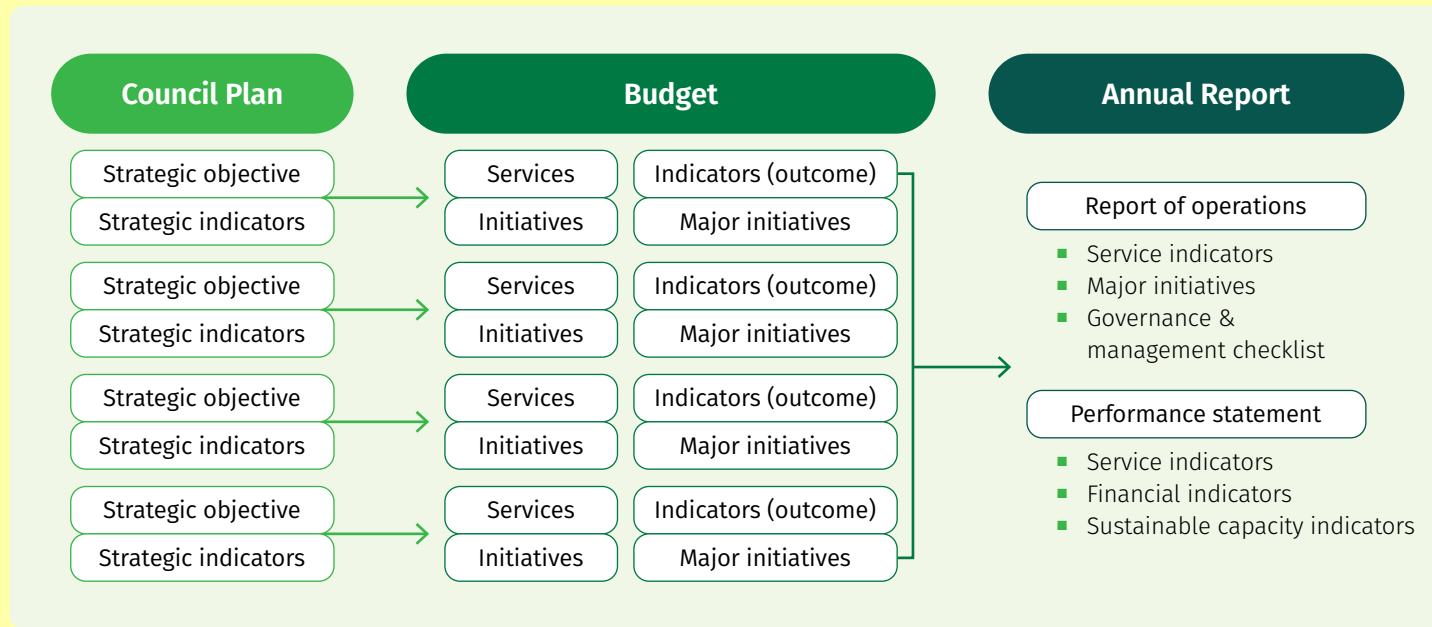 Council Plan
Budget
Annual Report
Strategic objective
Strategic indicators
Services
Indicators (outcome)
Initiatives
Major initiatives
Strategic objective
Strategic indicators
Services
Indicators (outcome)
Initiatives
Major initiatives
Strategic objective
Strategic indicators
Services
Indicators (outcome)
Initiatives
Major initiatives
Strategic objective
Strategic indicators
Services
Indicators (outcome)
Initiatives
Major initiatives
Report of operations
Service indicators
Major initiatives
Governance &
management checklist
Performance statement
Service indicators
Financial indicators
Sustainable capacity indicators